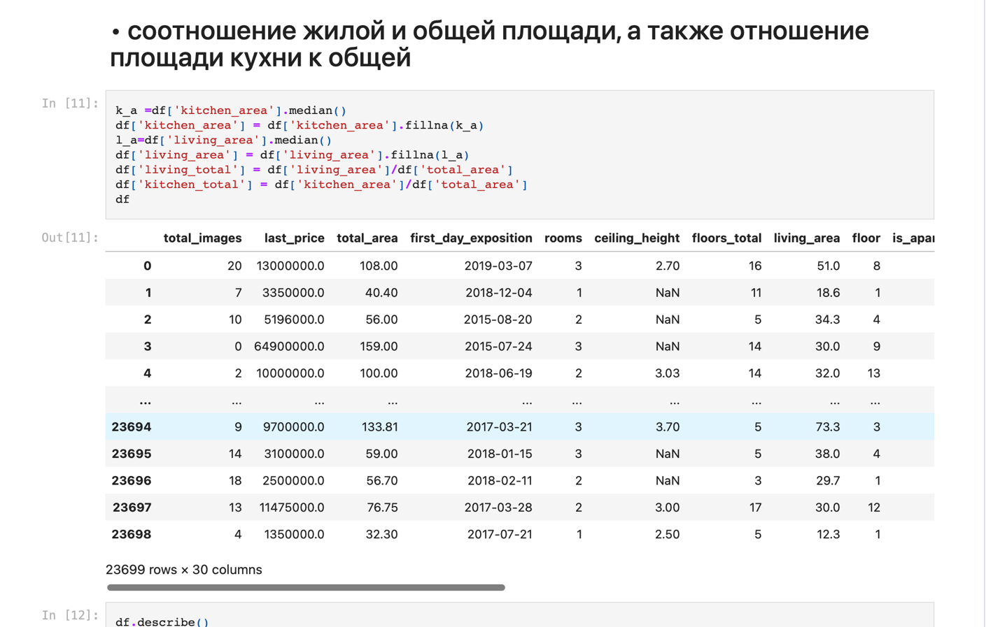 • соотношение жилой и общей площади, а также отношение
площади кухни к общей
In [11]:
k_a =df['kitchen_area'].median()
df['kitchen_area'] = df['kitchen_area'].fillna(k_a)
l_a=df['living_area'].median()
df['living_area'] = df['living_area'].fillna(l_a)
df['living_total'] = df['living_area']/df['total_area']
df['kitchen_total'] = df['kitchen_area']/df['total_area']
df
Out[11]:
total_images last_price total_area first_day_exposition rooms ceiling_height floors_total living_area floor is_apar
0 20 13000000.0 108.00 2019-03-07 3 2.70 16 51.0 8
1 7 3350000.0 40.40 2018-12-04 1 NaN 11 18.6 1
2 10 5196000.0 56.00 2015-08-20 2 NaN 5 34.3 4
3 0 64900000.0 159.00 2015-07-24 3 NaN 14 30.0 9
4 2 10000000.0 100.00 2018-06-19 2 3.03 14 32.0 13
... ... ... ... ... ... ... ... ... ...
23694 9 9700000.0 133.81 2017-03-21 3 3.70 5 73.3 3
23695 14 3100000.0 59.00 2018-01-15 3 NaN 5 38.0 4
23696 18 2500000.0 56.70 2018-02-11 2 NaN 3 29.7 1
23697 13 11475000.0 76.75 2017-03-28 2 3.00 17 30.0 12
23698 4 1350000.0 32.30 2017-07-21 1 2.50 5 12.3 1
23699 rows × 30 columns
In [12]:
df.describe()